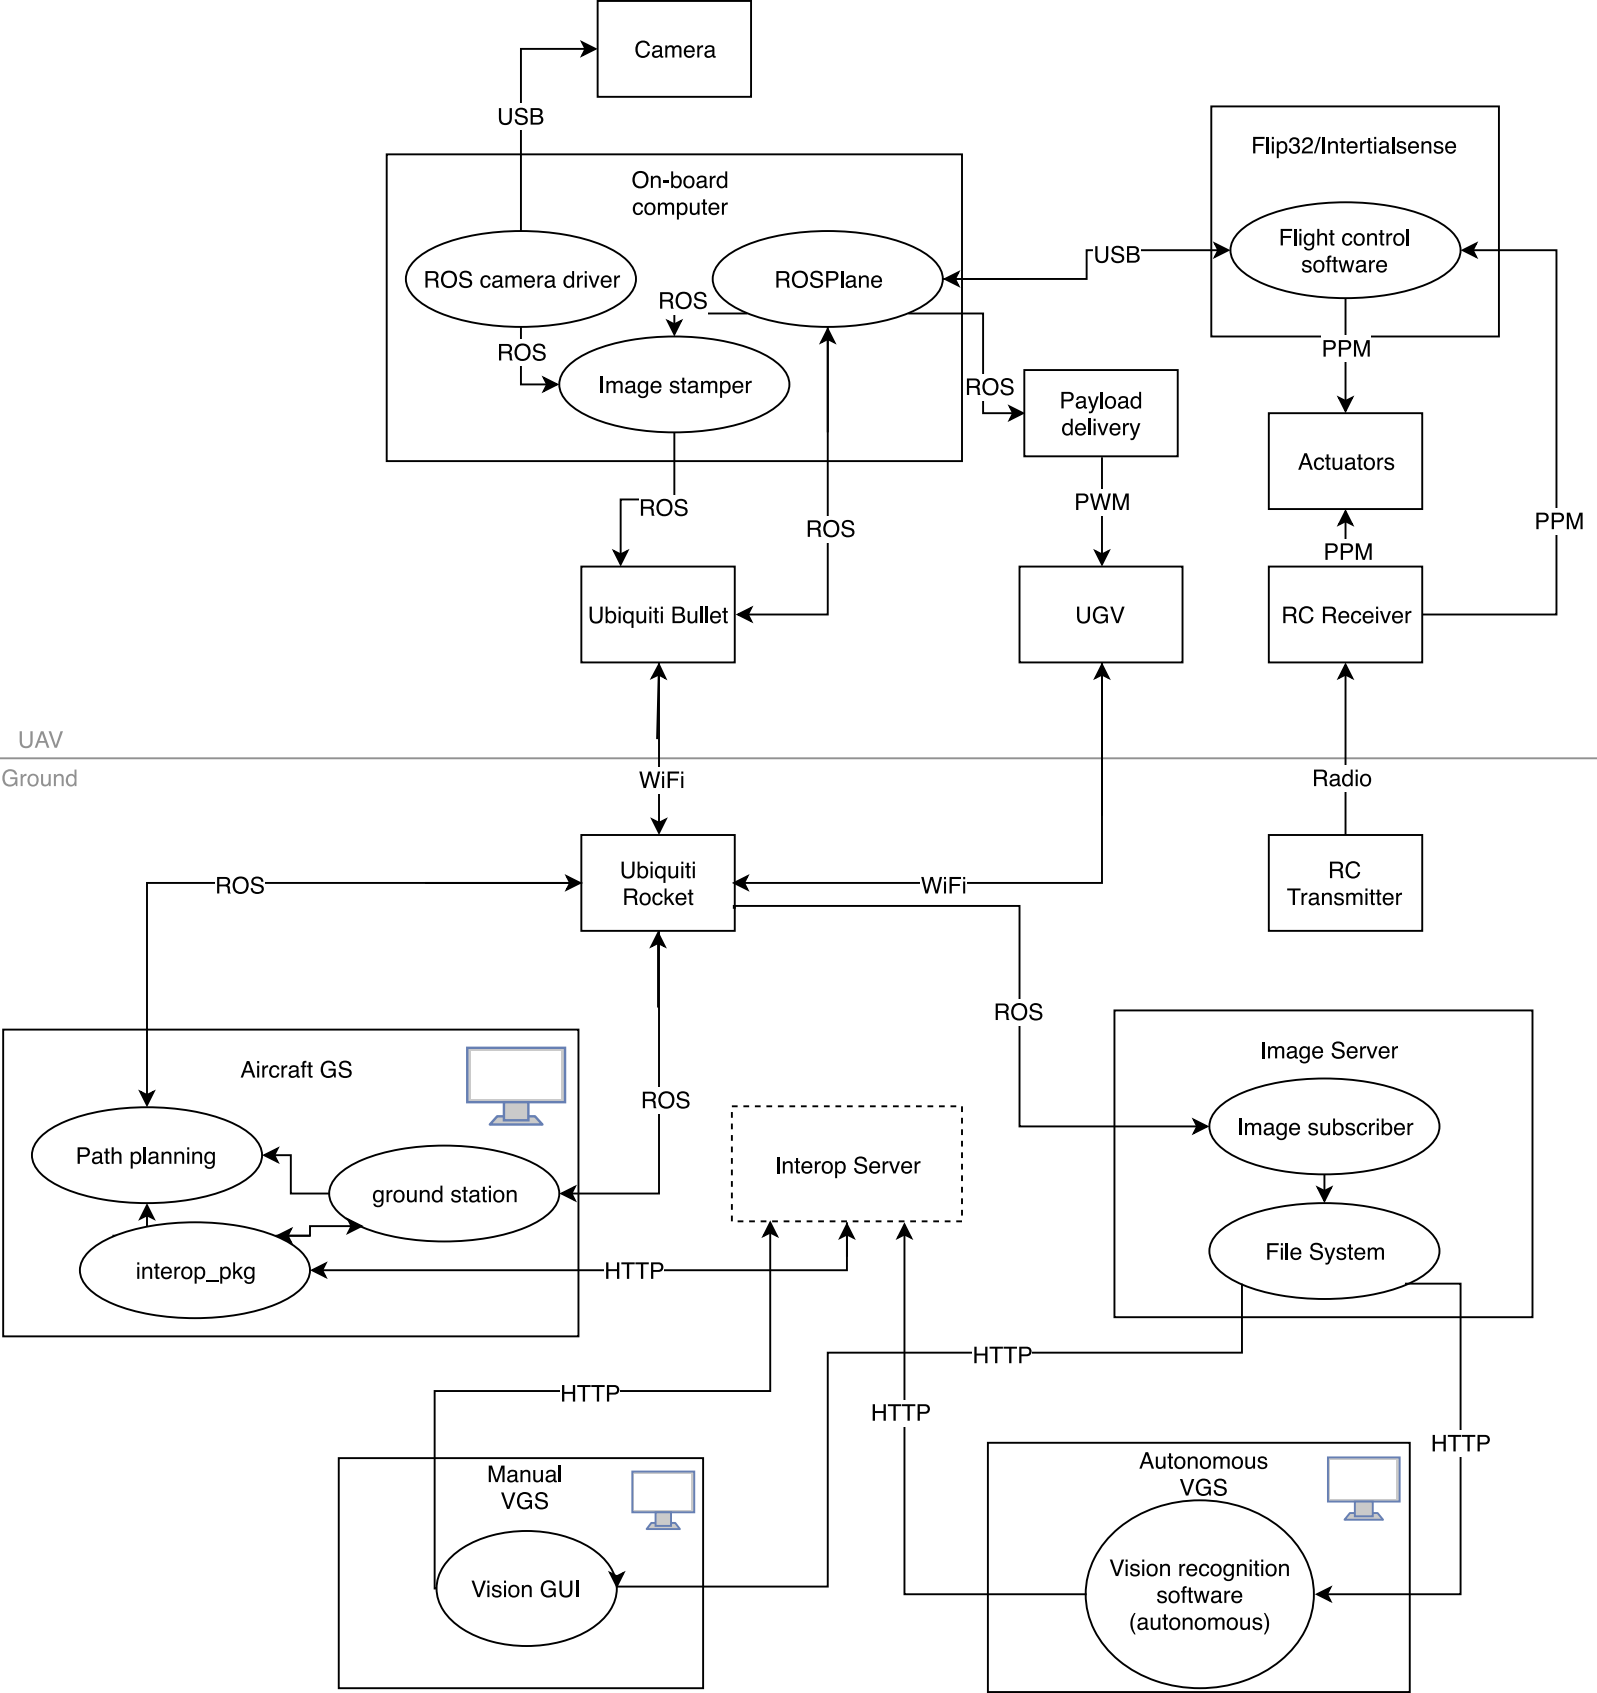 Camera
USB
Flip32/Intertialsense
On-board
computer
Flight control
software
USB
ROS camera driver
ROSPlane
ROS
ROS
PPM
Image stamper
ROS
Payload
delivery
Actuators
ROS
PWM
ROS
PPM
PPM
Ubiquiti Bullet
UGV
RC Receiver
UAV
Ground
WiFi
Radio
Ubiquiti
Rocket
RC
Transmitter
ROS
WiFi
ROS
Aircraft GS
Image Server
ROS
Image subscriber
Path planning
Interop Server
ground station
File System
interop_pkg
HTTP
HTTP
HTTP
HTTP
HTTP
Manual
VGS
Autonomous
VGS
Vision GUI
Vision recognition
software
(autonomous)